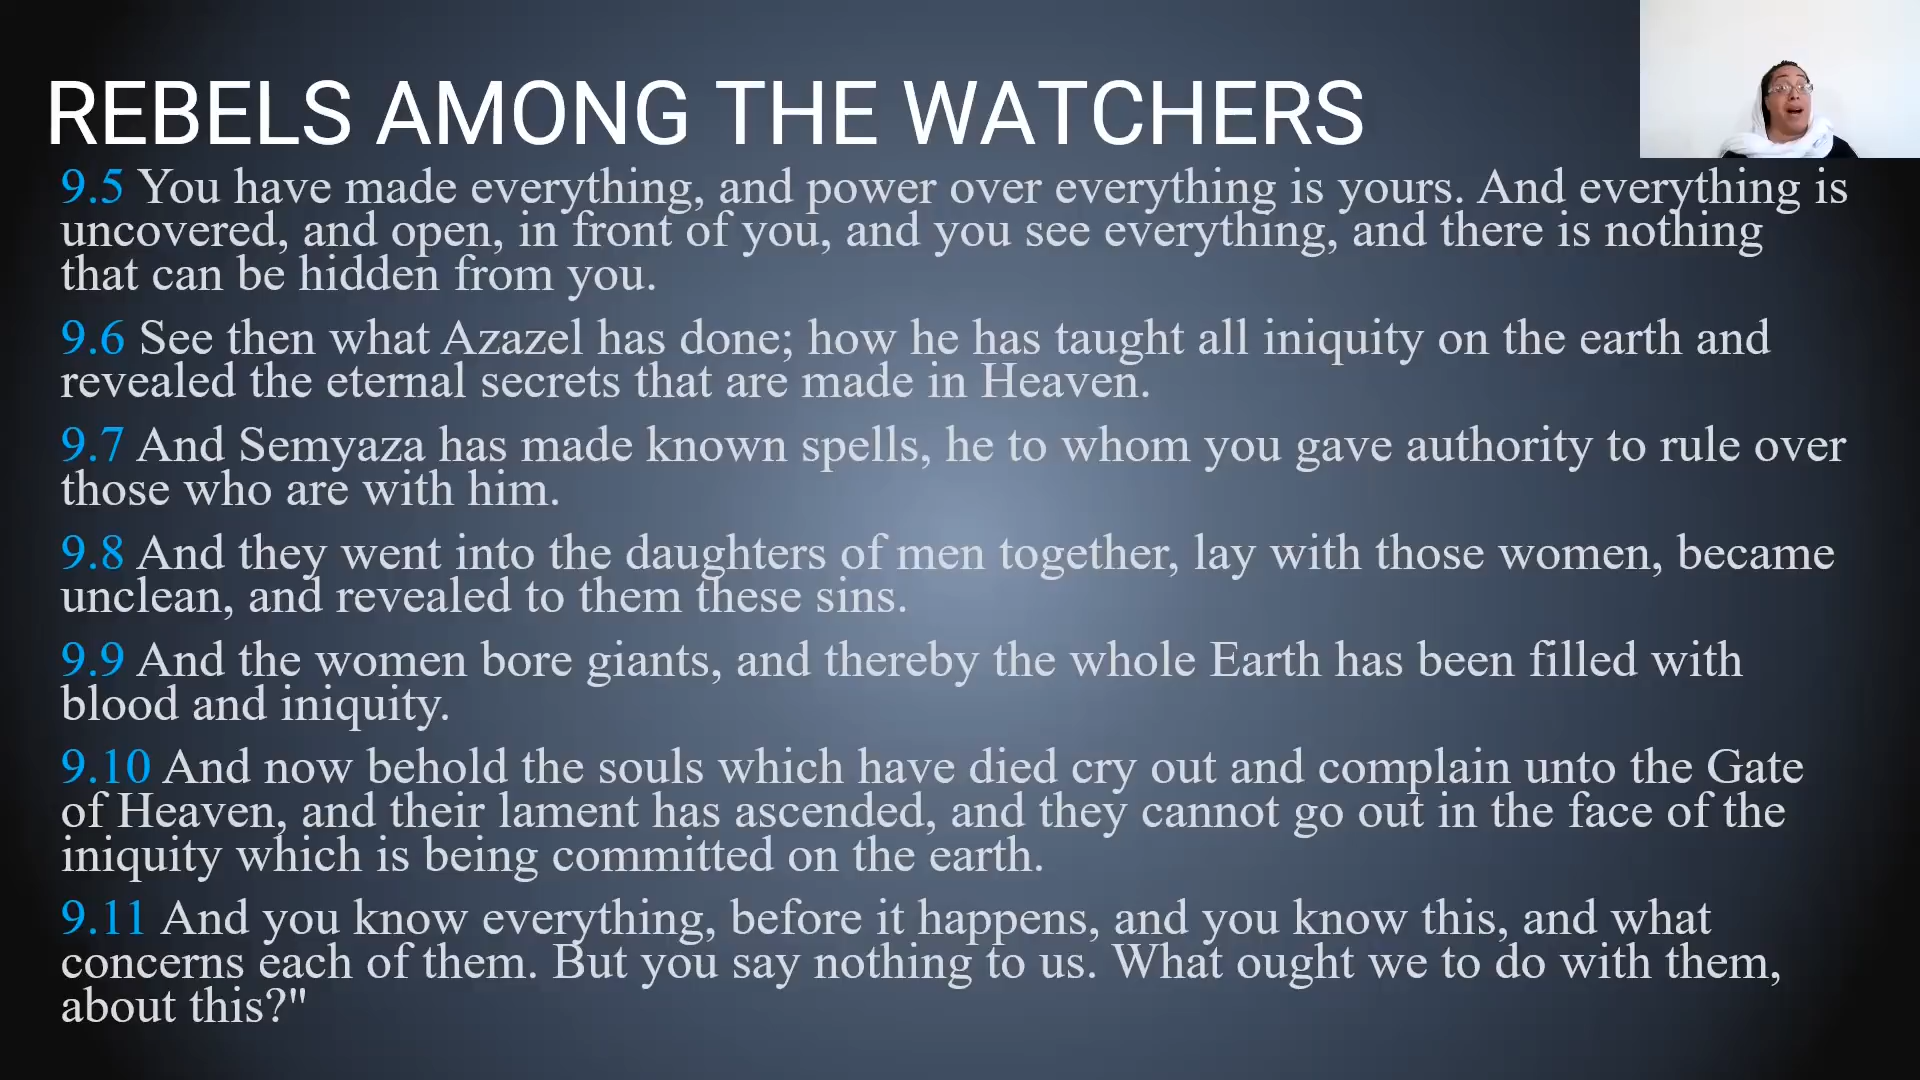 REBELS AMONG THE WATCHERS
9.5 You have made everything, and power over everything is yours. And everything is
uncovered, and open, in front of you, and you see everything, and there is nothing
that can be hidden from you.
9.6 See then what Azazel has done; how he has taught all iniquity on the earth and
revealed the eternal secrets that are made in Heaven.
9.7 And Semyaza has made known spells, he to whom you gave authority to rule over
those who are with him.
9.8 And they went into the daughters of men together, lay with those women, became
unclean, and revealed to them these sins.
9.9 And the women bore giants, and thereby the whole Earth has been filled with
blood and iniquity.
9.10 And now behold the souls which have died cry out and complain unto the Gate
of Heaven, and their lament has ascended, and they cannot go out in the face of the
iniquity which is being committed on the earth.
9.11 And you know everything, before it happens, and you know this, and what
concerns each of them. But you say nothing to us. What ought we to do with them,
about this?"